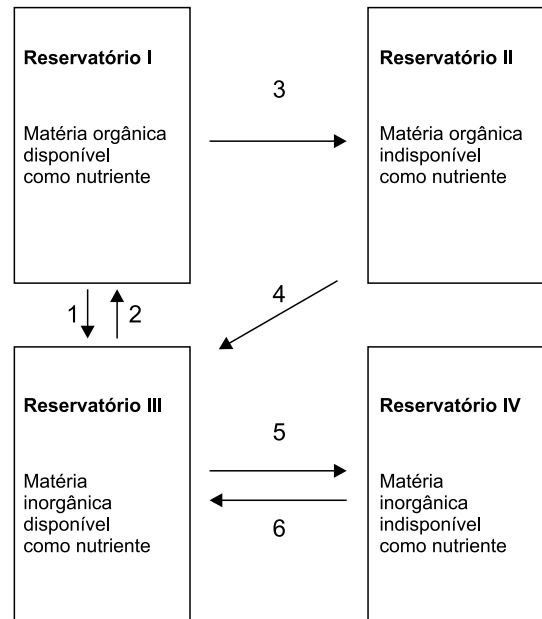 Reservatório I
Matéria orgânica
disponível
como nutriente
3
Reservatório II
Matéria orgânica
indisponível
como nutriente
1
2
4
Reservatório III
Matéria
inorgânica
disponível
como nutriente
5
6
Reservatório IV
Matéria
inorgânica
indisponível
como nutriente